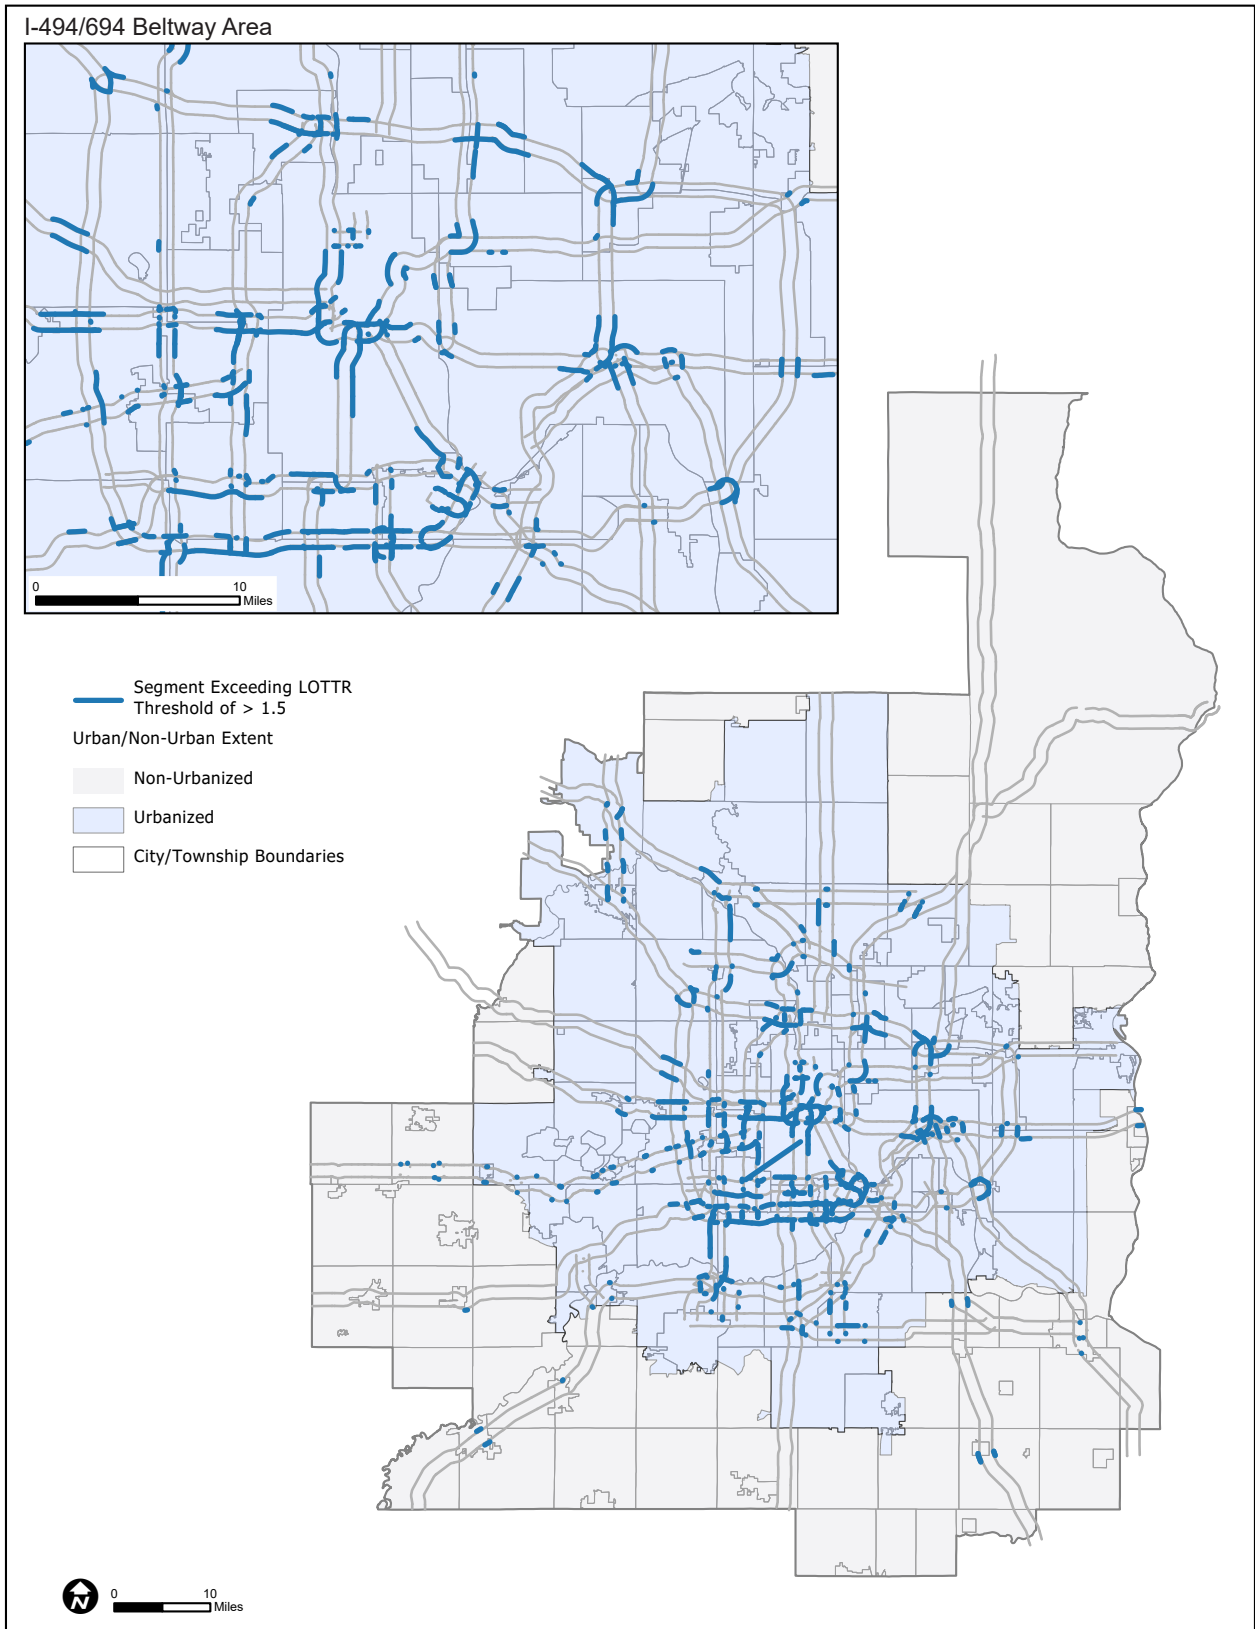 I-494/694 Beltway Area
0 10
Miles
Segment Exceeding LOTTR
Threshold of > 1.5
Urban/Non-Urban Extent
Non-Urbanized
Urbanized
City/Township Boundaries
N
0 10
Miles